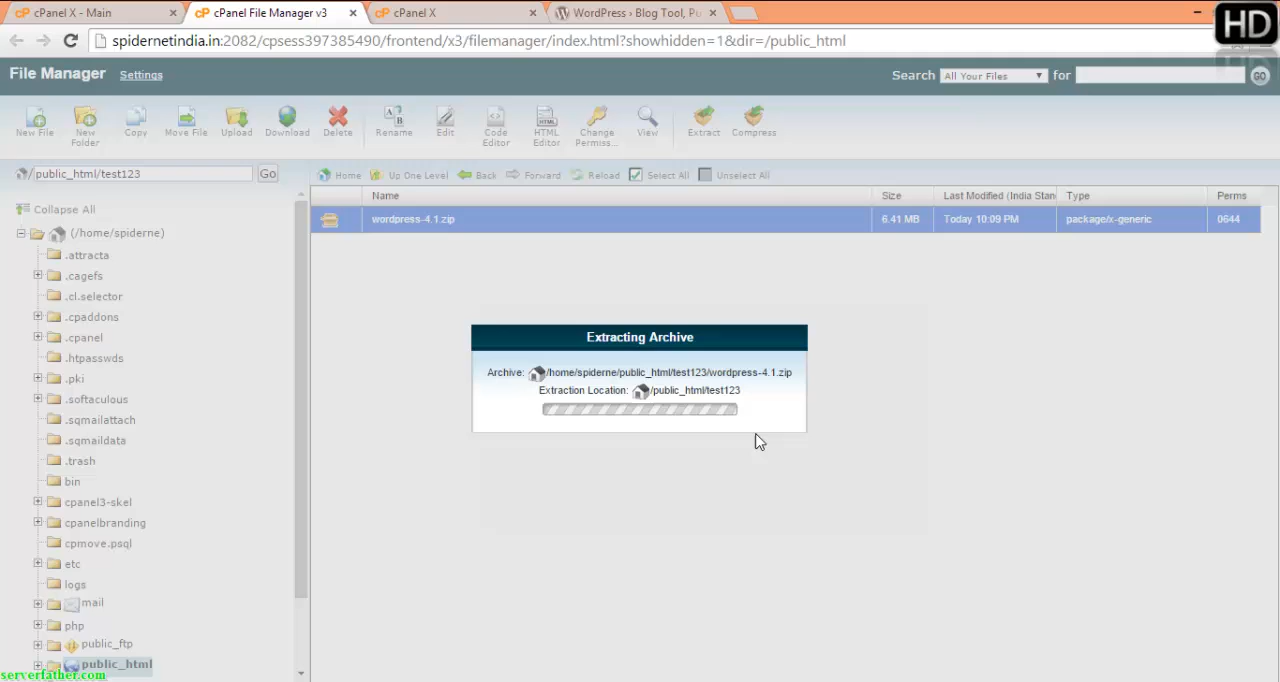 cP cPanel X - Main
cP cPanel File Manager v3
cP cPanel X
WordPress › Blog Tool, Pu
HD
spidernetindia.in:2082/cpsess397385490/frontend/x3/filemanager/index.html?showhidden=1&dir=/public_html
File Manager Settings
Search All Your Files for GO
New File
New Folder
Copy
Move File
Upload
Download
Delete
Rename
Edit
Code Editor
HTML Editor
Change Permiss...
View
Extract
Compress
/public_html/test123 Go
Home Up One Level Back Forward Reload Select All Unselect All
Collapse All
Name Size Last Modified (India Stan Type Perms
wordpress-4.1.zip 6.41 MB Today 10:09 PM package/x-generic 0644
(/home/spiderne)
.attracta
.cagefs
.cl.selector
.cpaddons
.cpanel
.htpasswds
.pki
.softaculous
.sqmailattach
.sqmaildata
.trash
bin
cpanel3-skel
cpanelbranding
cpmove.psql
etc
logs
mail
php
public_ftp
public_html
Extracting Archive
Archive: /home/spiderne/public_html/test123/wordpress-4.1.zip
Extraction Location: /public_html/test123
serverfather.com